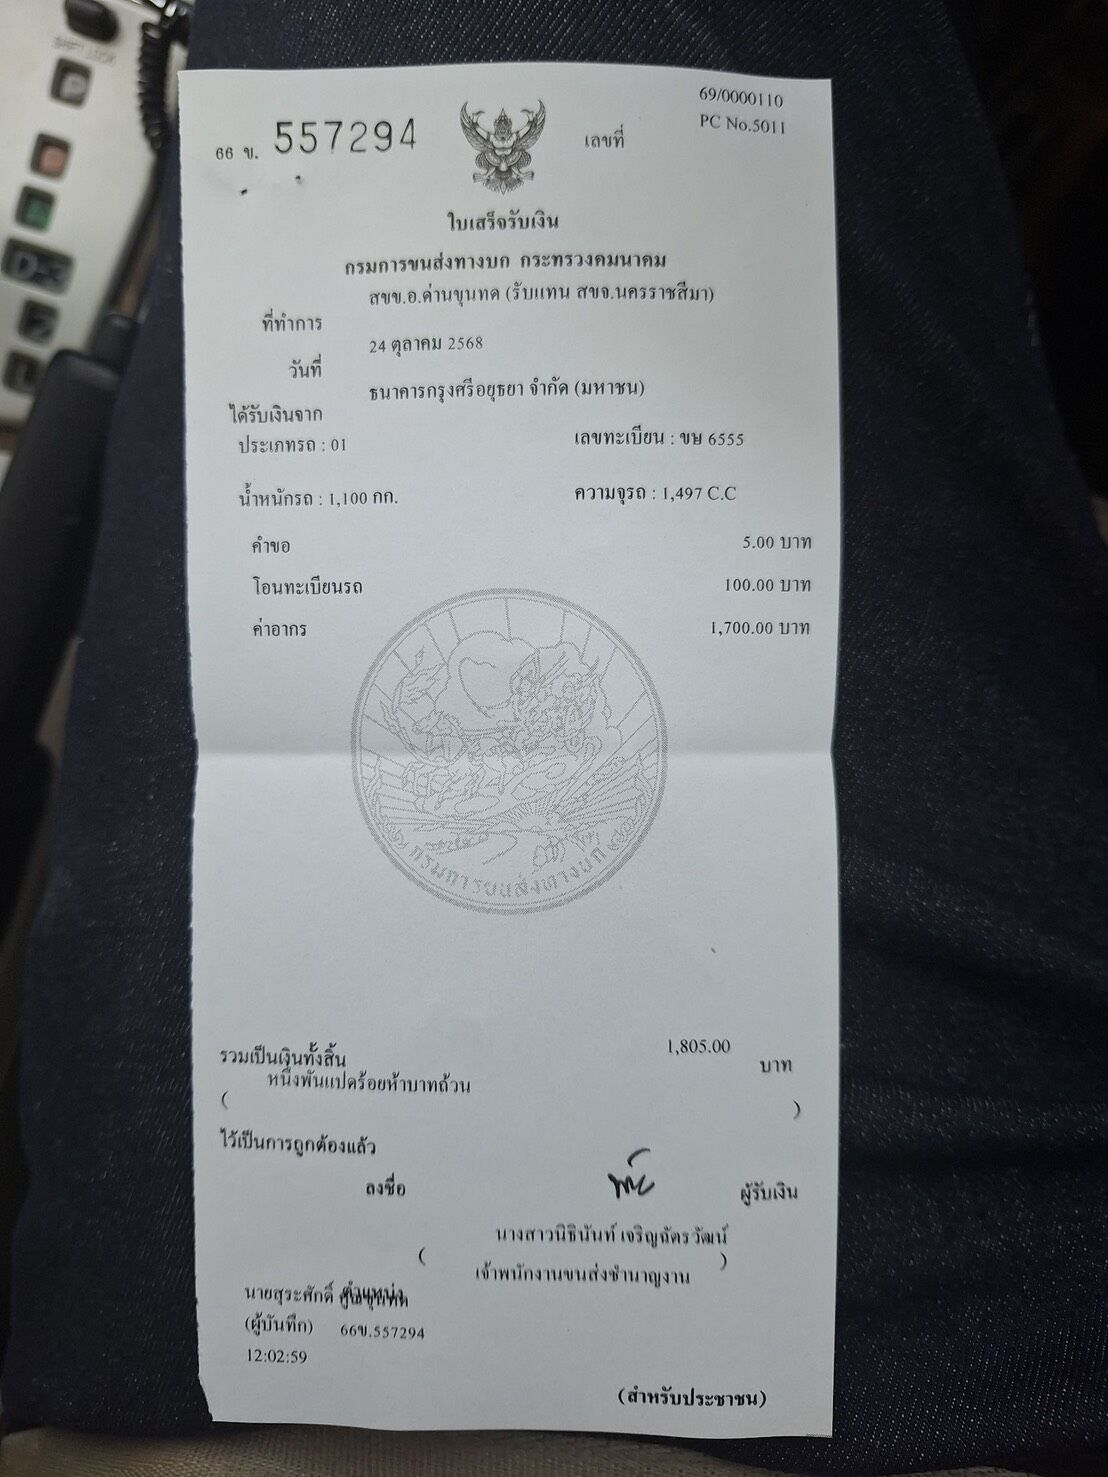 66 ข. 557294
เลขที่
69/0000110
PC No.5011
ใบเสร็จรับเงิน
กรมการขนส่งทางบก กระทรวงคมนาคม
สขข.อ.ด่านขุนทด (รับแทน สขจ.นครราชสีมา)
ที่ทำการ
24 ตุลาคม 2568
วันที่
ธนาคารกรุงศรีอยุธยา จำกัด (มหาชน)
ได้รับเงินจาก
ประเภทรถ : 01 เลขทะเบียน : ขษ 6555
น้ำหนักรถ : 1,100 กก. ความจุรถ : 1,497 C.C
คำขอ 5.00 บาท
โอนทะเบียนรถ 100.00 บาท
ค่าอากร 1,700.00 บาท
กรมการขนส่งทางบก
รวมเป็นเงินทั้งสิ้น 1,805.00 บาท
หนึ่งพันแปดร้อยห้าบาทถ้วน
( )
ไว้เป็นการถูกต้องแล้ว
ลงชื่อ ผู้รับเงิน
นางสาวนิธินันท์ เจริญฉัตรวัฒน์
( )
เจ้าพนักงานขนส่งชำนาญงาน
นายสุระศักดิ์ ตำแหน่ง
(ผู้บันทึก) 66ข.557294
12:02:59
(สำหรับประชาชน)
SHIFT LOCK